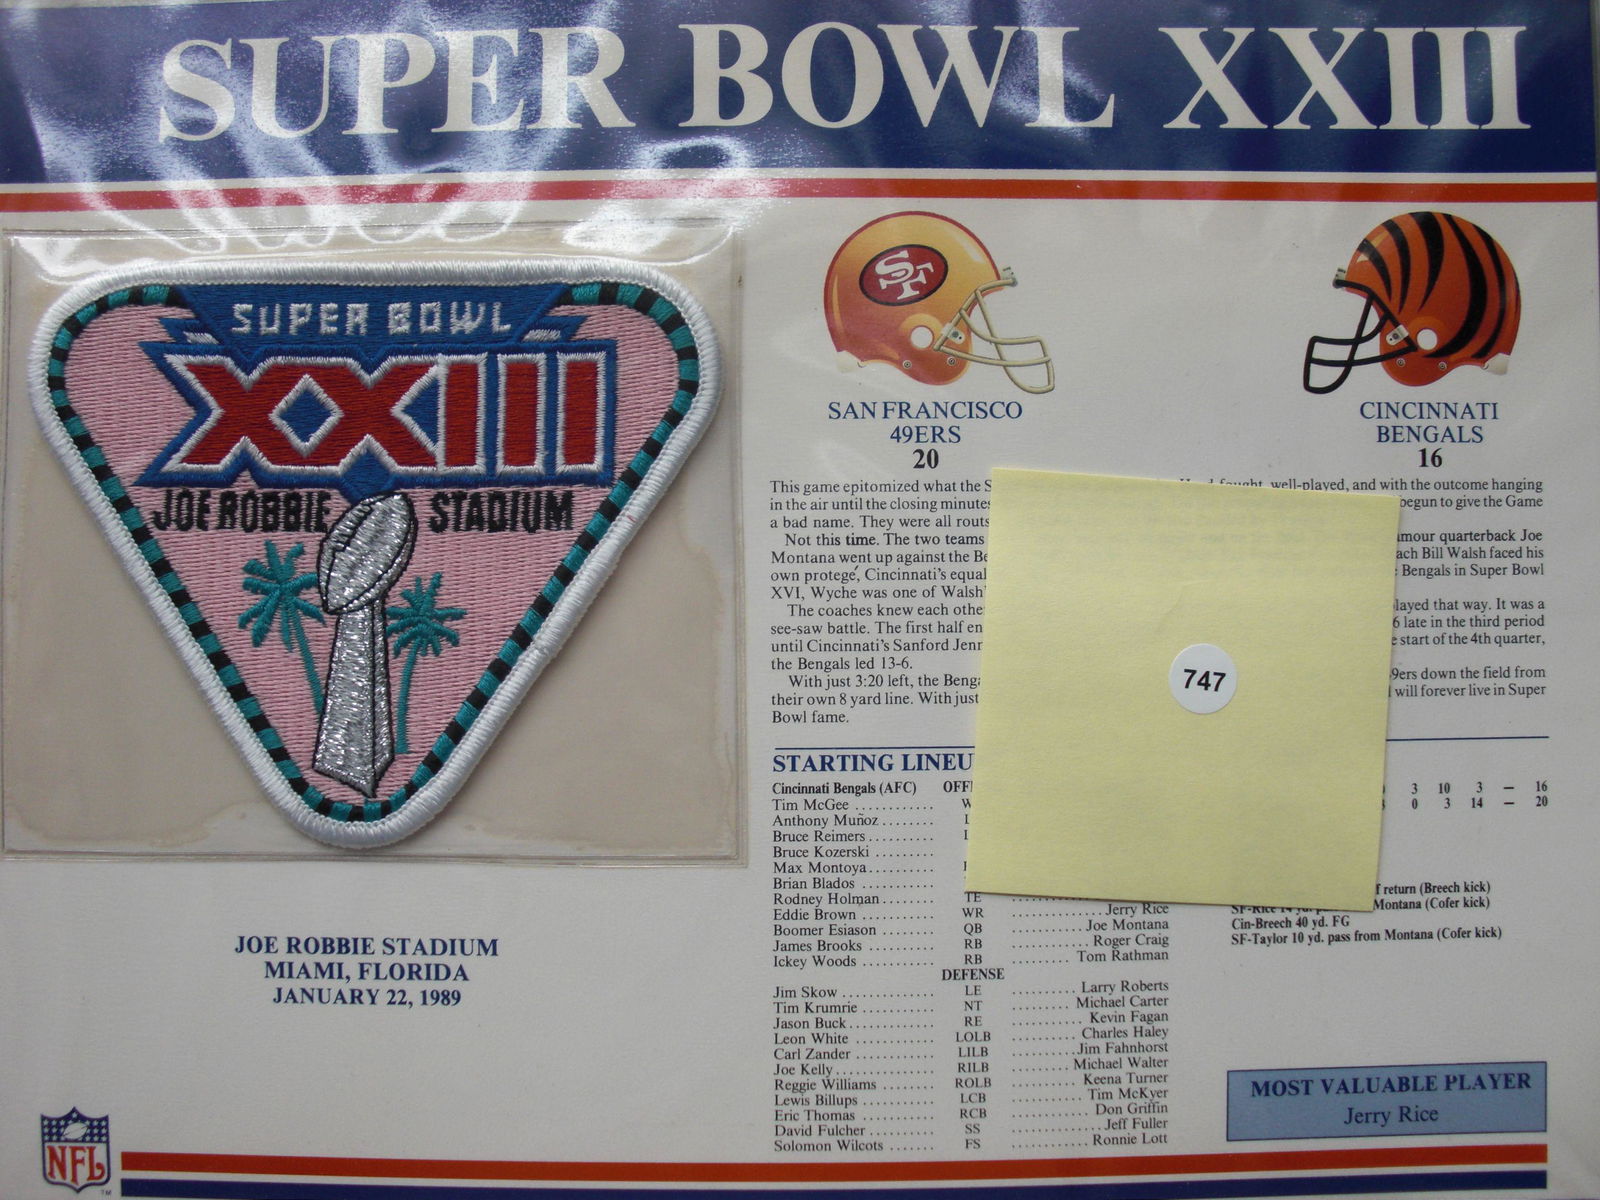 SUPER BOWL XXIII
SUPER BOWL
XXIII
JOE ROBBIE STADIUM
JOE ROBBIE STADIUM
MIAMI, FLORIDA
JANUARY 22, 1989
NFL
TM
SF
SAN FRANCISCO
49ERS
20
CINCINNATI
BENGALS
16
This game epitomized what the S
in the air until the closing minutes
a bad name. They were all routs
Not this time. The two teams
Montana went up against the Be
own protegé, Cincinnati's equal
XVI, Wyche was one of Walsh'
The coaches knew each othe
see-saw battle. The first half en
until Cincinnati's Sanford Jenn
the Bengals led 13-6.
With just 3:20 left, the Benga
their own 8 yard line. With just
Bowl fame.
fought, well-played, and with the outcome hanging
begun to give the Game
amour quarterback Joe
ach Bill Walsh faced his
Bengals in Super Bowl
layed that way. It was a
6 late in the third period
e start of the 4th quarter,
9ers down the field from
will forever live in Super
747
STARTING LINEU
Cincinnati Bengals (AFC) OFF
Tim McGee ............ W
Anthony Muñoz ........ L
Bruce Reimers ......... L
Bruce Kozerski ........
Max Montoya..........
Brian Blados ..........
Rodney Holman........ TE
Eddie Brown .......... WR ............. Jerry Rice
Boomer Esiason ........ QB ........... Joe Montana
James Brooks .......... RB .......... Roger Craig
Ickey Woods .......... RB ......... Tom Rathman
DEFENSE
Jim Skow ............. LE .......... Larry Roberts
Tim Krumrie .......... NT ......... Michael Carter
Jason Buck............ RE ........... Kevin Fagan
Leon White ........... LOLB .......... Charles Haley
Carl Zander ........... LILB .........Jim Fahnhorst
Joe Kelly.............. RILB ......... Michael Walter
Reggie Williams ........ ROLB .......... Keena Turner
Lewis Billups .......... LCB ........... Tim McKyer
Eric Thomas ........... RCB ............ Don Griffin
David Fulcher .......... SS .............Jeff Fuller
Solomon Wilcots ....... FS ............ Ronnie Lott
3 10 3 — 16
0 3 14 — 20
return (Breech kick)
SF-Rice 14 yd. Montana (Cofer kick)
Cin-Breech 40 yd. FG
SF-Taylor 10 yd. pass from Montana (Cofer kick)
MOST VALUABLE PLAYER
Jerry Rice